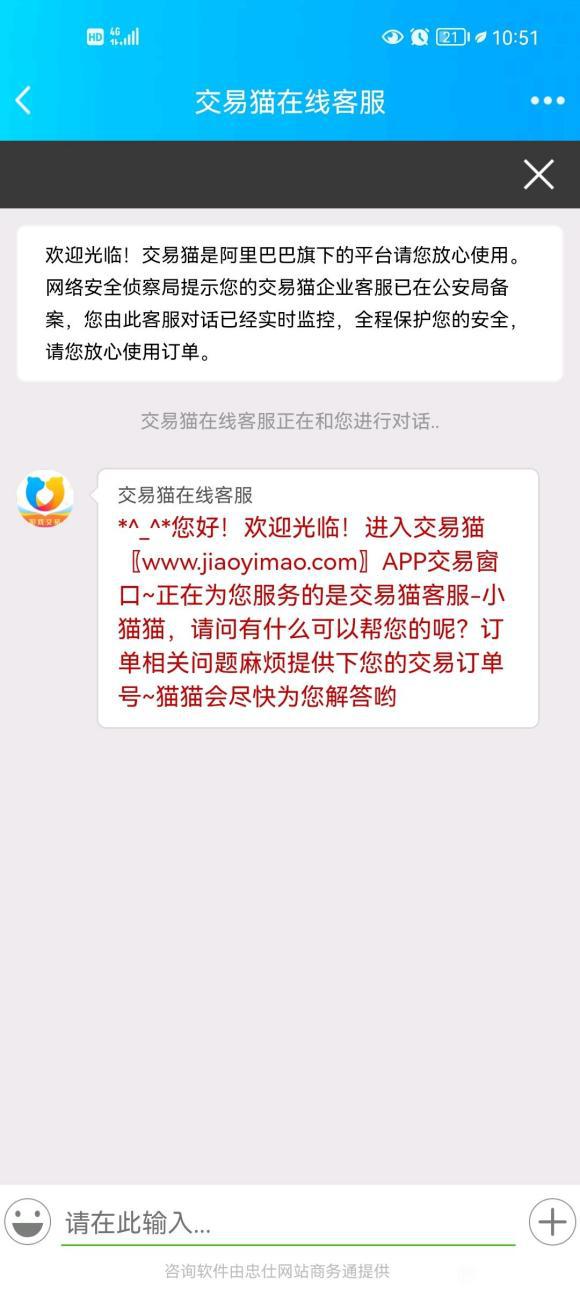 HD 4G 21 10:51
交易猫在线客服
欢迎光临！交易猫是阿里巴巴旗下的平台请您放心使用。
网络安全侦察局提示您的交易猫企业客服已在公安局备
案，您由此客服对话已经实时监控，全程保护您的安全，
请您放心使用订单。
交易猫在线客服正在和您进行对话..
交易猫在线客服
*^_^*您好！欢迎光临！进入交易猫
〖www.jiaoyimao.com〗APP交易窗
口~正在为您服务的是交易猫客服-小
猫猫，请问有什么可以帮您的呢？订
单相关问题麻烦提供下您的交易订单
号~猫猫会尽快为您解答哟
请在此输入...
咨询软件由忠仕网站商务通提供